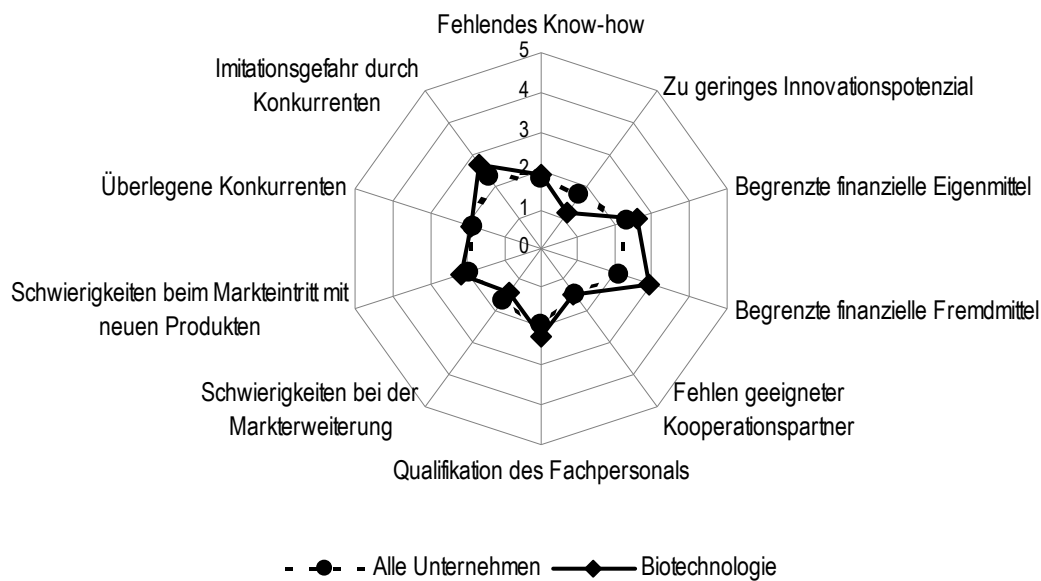 Fehlendes Know-how
5
4
3
2
1
0
Imitationsgefahr durch
Konkurrenten
Zu geringes Innovationspotenzial
Überlegene Konkurrenten
Begrenzte finanzielle Eigenmittel
Schwierigkeiten beim Markteintritt mit
neuen Produkten
Begrenzte finanzielle Fremdmittel
Schwierigkeiten bei der
Markterweiterung
Fehlen geeigneter
Kooperationspartner
Qualifikation des Fachpersonals
Alle Unternehmen
Biotechnologie